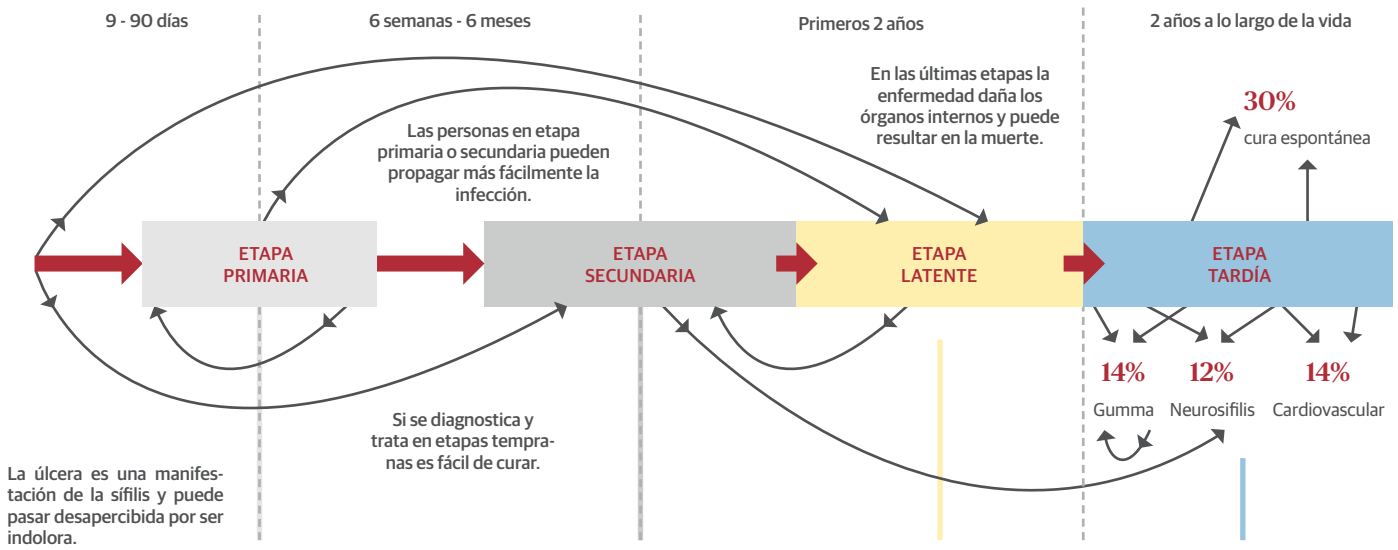 9 - 90 días
6 semanas - 6 meses
Primeros 2 años
2 años a lo largo de la vida
En las últimas etapas la
enfermedad daña los
órganos internos y puede
resultar en la muerte.
30%
cura espontánea
Las personas en etapa
primaria o secundaria pueden
propagar más fácilmente la
infección.
ETAPA
PRIMARIA
ETAPA
SECUNDARIA
ETAPA
LATENTE
ETAPA
TARDÍA
14%
Gumma
12%
Neurosifilis
14%
Cardiovascular
Si se diagnostica y
trata en etapas tempra-
nas es fácil de curar.
La úlcera es una manifes-
tación de la sífilis y puede
pasar desapercibida por ser
indolora.